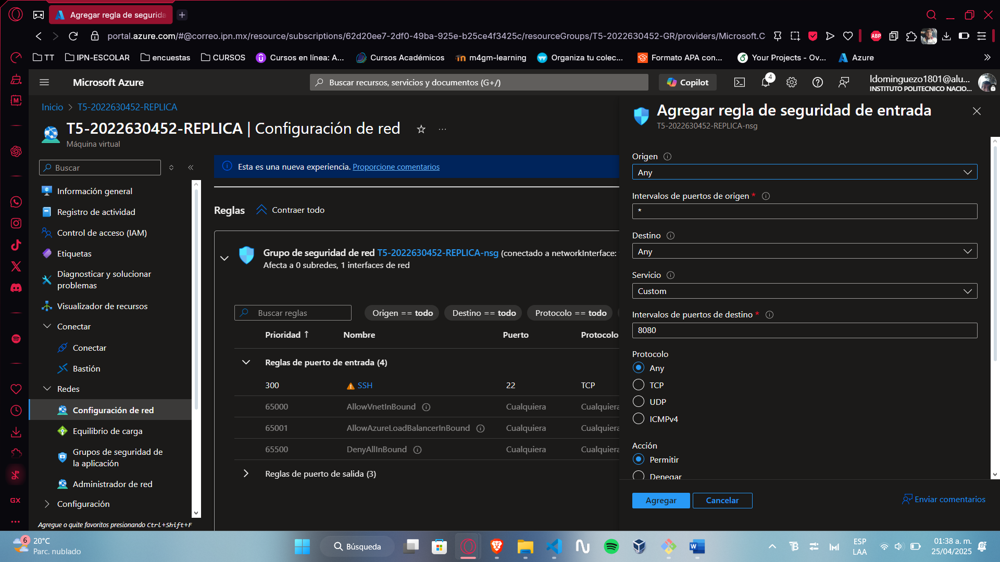 Agregar regla de segurida
portal.azure.com/#@correo.ipn.mx/resource/subscriptions/62d20ee7-2df0-49ba-925e-b25ce4f3425c/resourceGroups/T5-2022630452-GR/providers/Microsoft.C
ABP
TT
IPN-ESCOLAR
encuestas
CURSOS
Cursos en línea: A...
Cursos Académicos
m4gm-learning
Organiza tu colec...
Formato APA con...
Your Projects - Ov...
Azure
Microsoft Azure
Buscar recursos, servicios y documentos (G+/)
Copilot
4
ldominguezo1801@alu...
INSTITUTO POLITECNICO NACIO...
Inicio > T5-2022630452-REPLICA
T5-2022630452-REPLICA | Configuración de red
Máquina virtual
Buscar
Información general
Registro de actividad
Control de acceso (IAM)
Etiquetas
Diagnosticar y solucionar
problemas
Visualizador de recursos
Conectar
Conectar
Bastión
Redes
Configuración de red
Equilibrio de carga
Grupos de seguridad de
la aplicación
Administrador de red
Configuración
Agregue o quite favoritos presionando Ctrl+Shift+F
Esta es una nueva experiencia. Proporcione comentarios
Reglas
Contraer todo
Grupo de seguridad de red T5-2022630452-REPLICA-nsg (conectado a networkInterface:
Afecta a 0 subredes, 1 interfaces de red
Buscar reglas
Origen == todo
Destino == todo
Protocolo == todo
Prioridad ↑ Nombre Puerto Protocolo
Reglas de puerto de entrada (4)
300 SSH 22 TCP
65000 AllowVnetInBound Cualquiera Cualquiera
65001 AllowAzureLoadBalancerInBound Cualquiera Cualquiera
65500 DenyAllInBound Cualquiera Cualquiera
Reglas de puerto de salida (3)
Agregar regla de seguridad de entrada
T5-2022630452-REPLICA-nsg
Origen
Any
Intervalos de puertos de origen *
*
Destino
Any
Servicio
Custom
Intervalos de puertos de destino *
8080
Protocolo
Any
TCP
UDP
ICMPv4
Acción
Permitir
Denegar
Agregar
Cancelar
Enviar comentarios
GX
6
20°C
Parc. nublado
Búsqueda
ESP
LAA
01:38 a. m.
25/04/2025